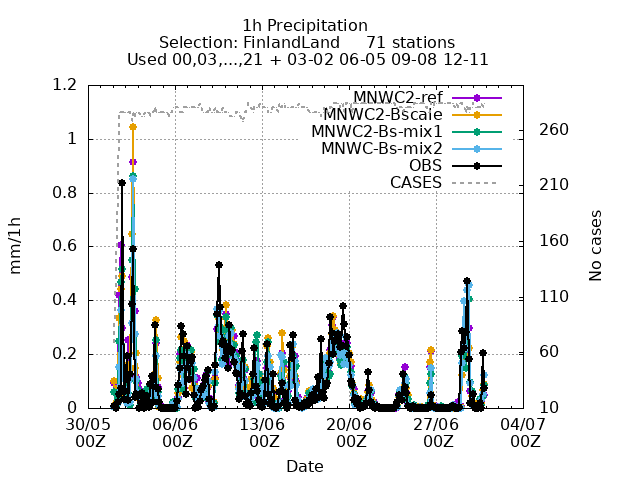 1h Precipitation
Selection: FinlandLand 71 stations
Used 00,03,...,21 + 03-02 06-05 09-08 12-11
MNWC2-ref
MNWC2-Bscale
MNWC2-Bs-mix1
MNWC-Bs-mix2
OBS
CASES
1.2
1
0.8
0.6
0.4
0.2
0
mm/1h
260
210
160
110
60
10
No cases
30/05 06/06 13/06 20/06 27/06 04/07
00Z 00Z 00Z 00Z 00Z 00Z
Date